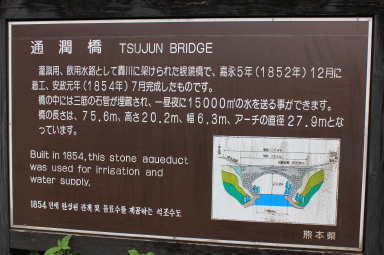 通潤橋 TSUJUN BRIDGE
灌漑用、飲用水路として轟川に架けられた眼鏡橋で、嘉永5年(1852年)12月に
着工、安政元年(1854年)7月完成したものです。
橋の中には三筋の石管が埋蔵され、一昼夜に15000㎥の水を送る事ができます。
橋の長さは、75.6m、高さ20.2m、幅6.3m、アーチの直径27.9mとな
っています。
Built in 1854,this stone aqueduct
was used for irrigation and
water supply.
1854 년에 완성된 관개 및 음료수를 제공하는 석조수도
熊本県